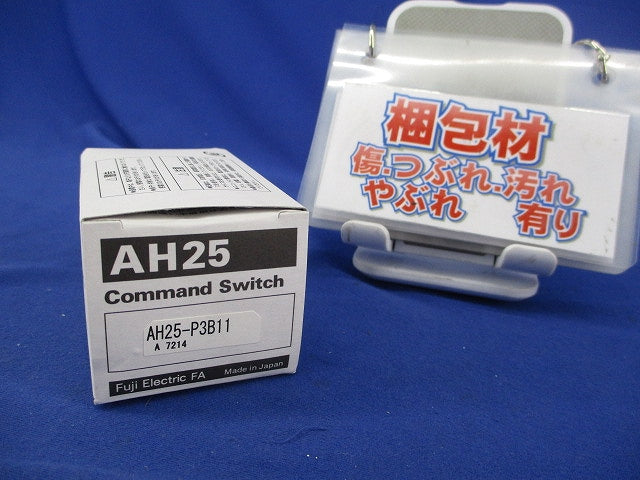 AH25
Command Switch
AH25-P3B11
A 7214
Fuji Electric FA Made in Japan
梱包材
傷.つぶれ.汚れ
やぶれ 有り